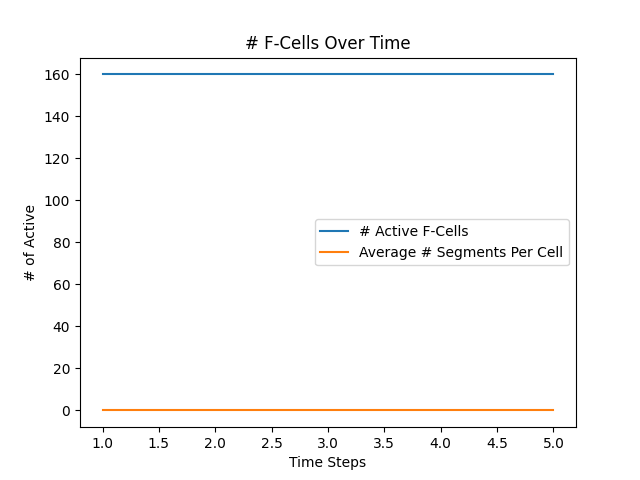 # F-Cells Over Time
# of Active
160
140
120
100
80
60
40
20
0
# Active F-Cells
Average # Segments Per Cell
1.0 1.5 2.0 2.5 3.0 3.5 4.0 4.5 5.0
Time Steps